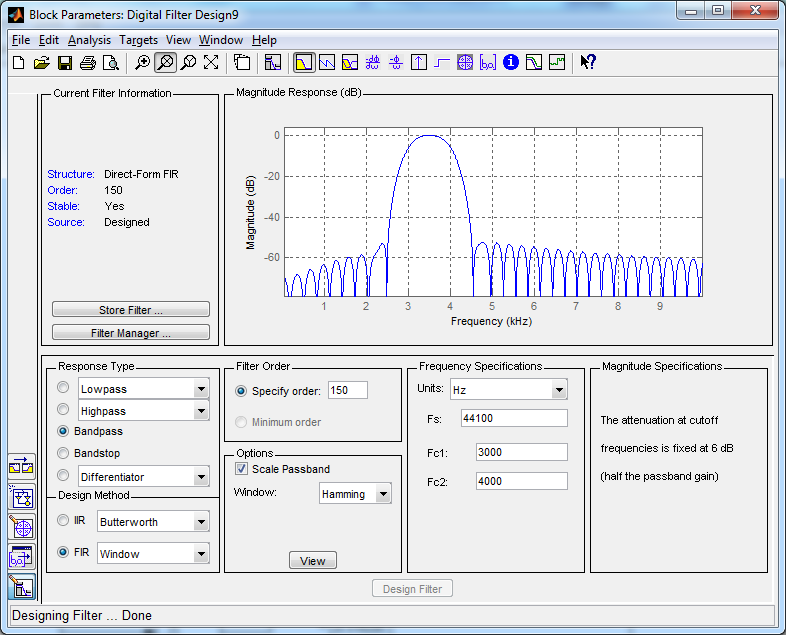 Block Parameters: Digital Filter Design9
File Edit Analysis Targets View Window Help
Current Filter Information
Structure: Direct-Form FIR
Order: 150
Stable: Yes
Source: Designed
Store Filter ...
Filter Manager ...
Magnitude Response (dB)
0
-20
-40
-60
Magnitude (dB)
1 2 3 4 5 6 7 8 9
Frequency (kHz)
Response Type
Lowpass
Highpass
Bandpass
Bandstop
Differentiator
Design Method
IIR Butterworth
FIR Window
Filter Order
Specify order: 150
Minimum order
Options
Scale Passband
Window: Hamming
View
Frequency Specifications
Units: Hz
Fs: 44100
Fc1: 3000
Fc2: 4000
Magnitude Specifications
The attenuation at cutoff
frequencies is fixed at 6 dB
(half the passband gain)
Design Filter
Designing Filter ... Done